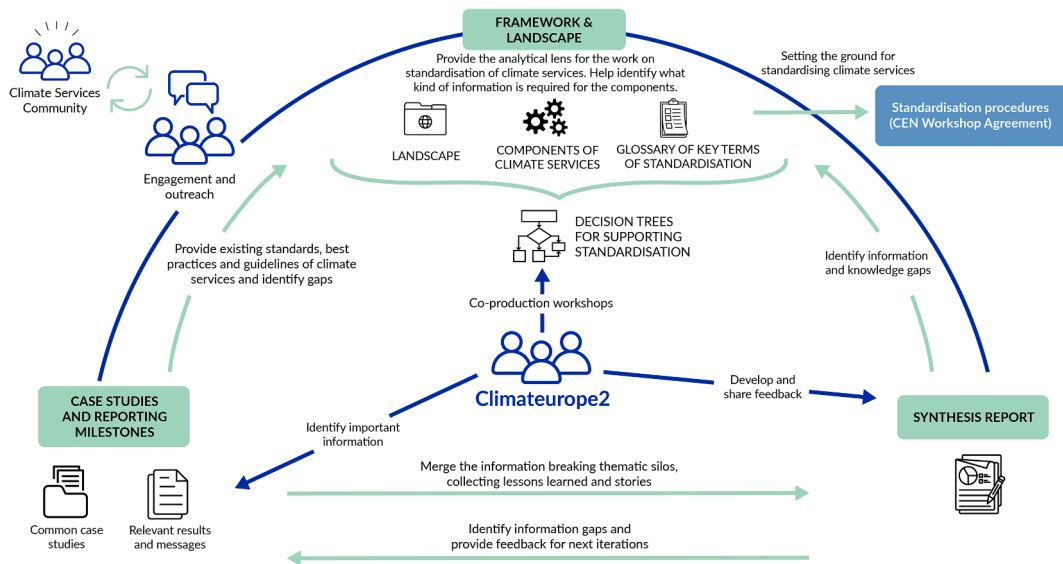 FRAMEWORK &
LANDSCAPE
Provide the analytical lens for the work on
standardisation of climate services. Help identify what
kind of information is required for the components.
LANDSCAPE
COMPONENTS OF
CLIMATE SERVICES
GLOSSARY OF KEY TERMS
OF STANDARDISATION
Setting the ground for
standardising climate services
Standardisation procedures
(CEN Workshop Agreement)
Climate Services
Community
Engagement and
outreach
Provide existing standards, best
practices and guidelines of climate
services and identify gaps
DECISION TREES
FOR SUPPORTING
STANDARDISATION
Identify information
and knowledge gaps
Co-production workshops
Climateurope2
Develop and
share feedback
CASE STUDIES
AND REPORTING
MILESTONES
Identify important
information
SYNTHESIS REPORT
Common case
studies
Relevant results
and messages
Merge the information breaking thematic silos,
collecting lessons learned and stories
Identify information gaps and
provide feedback for next iterations